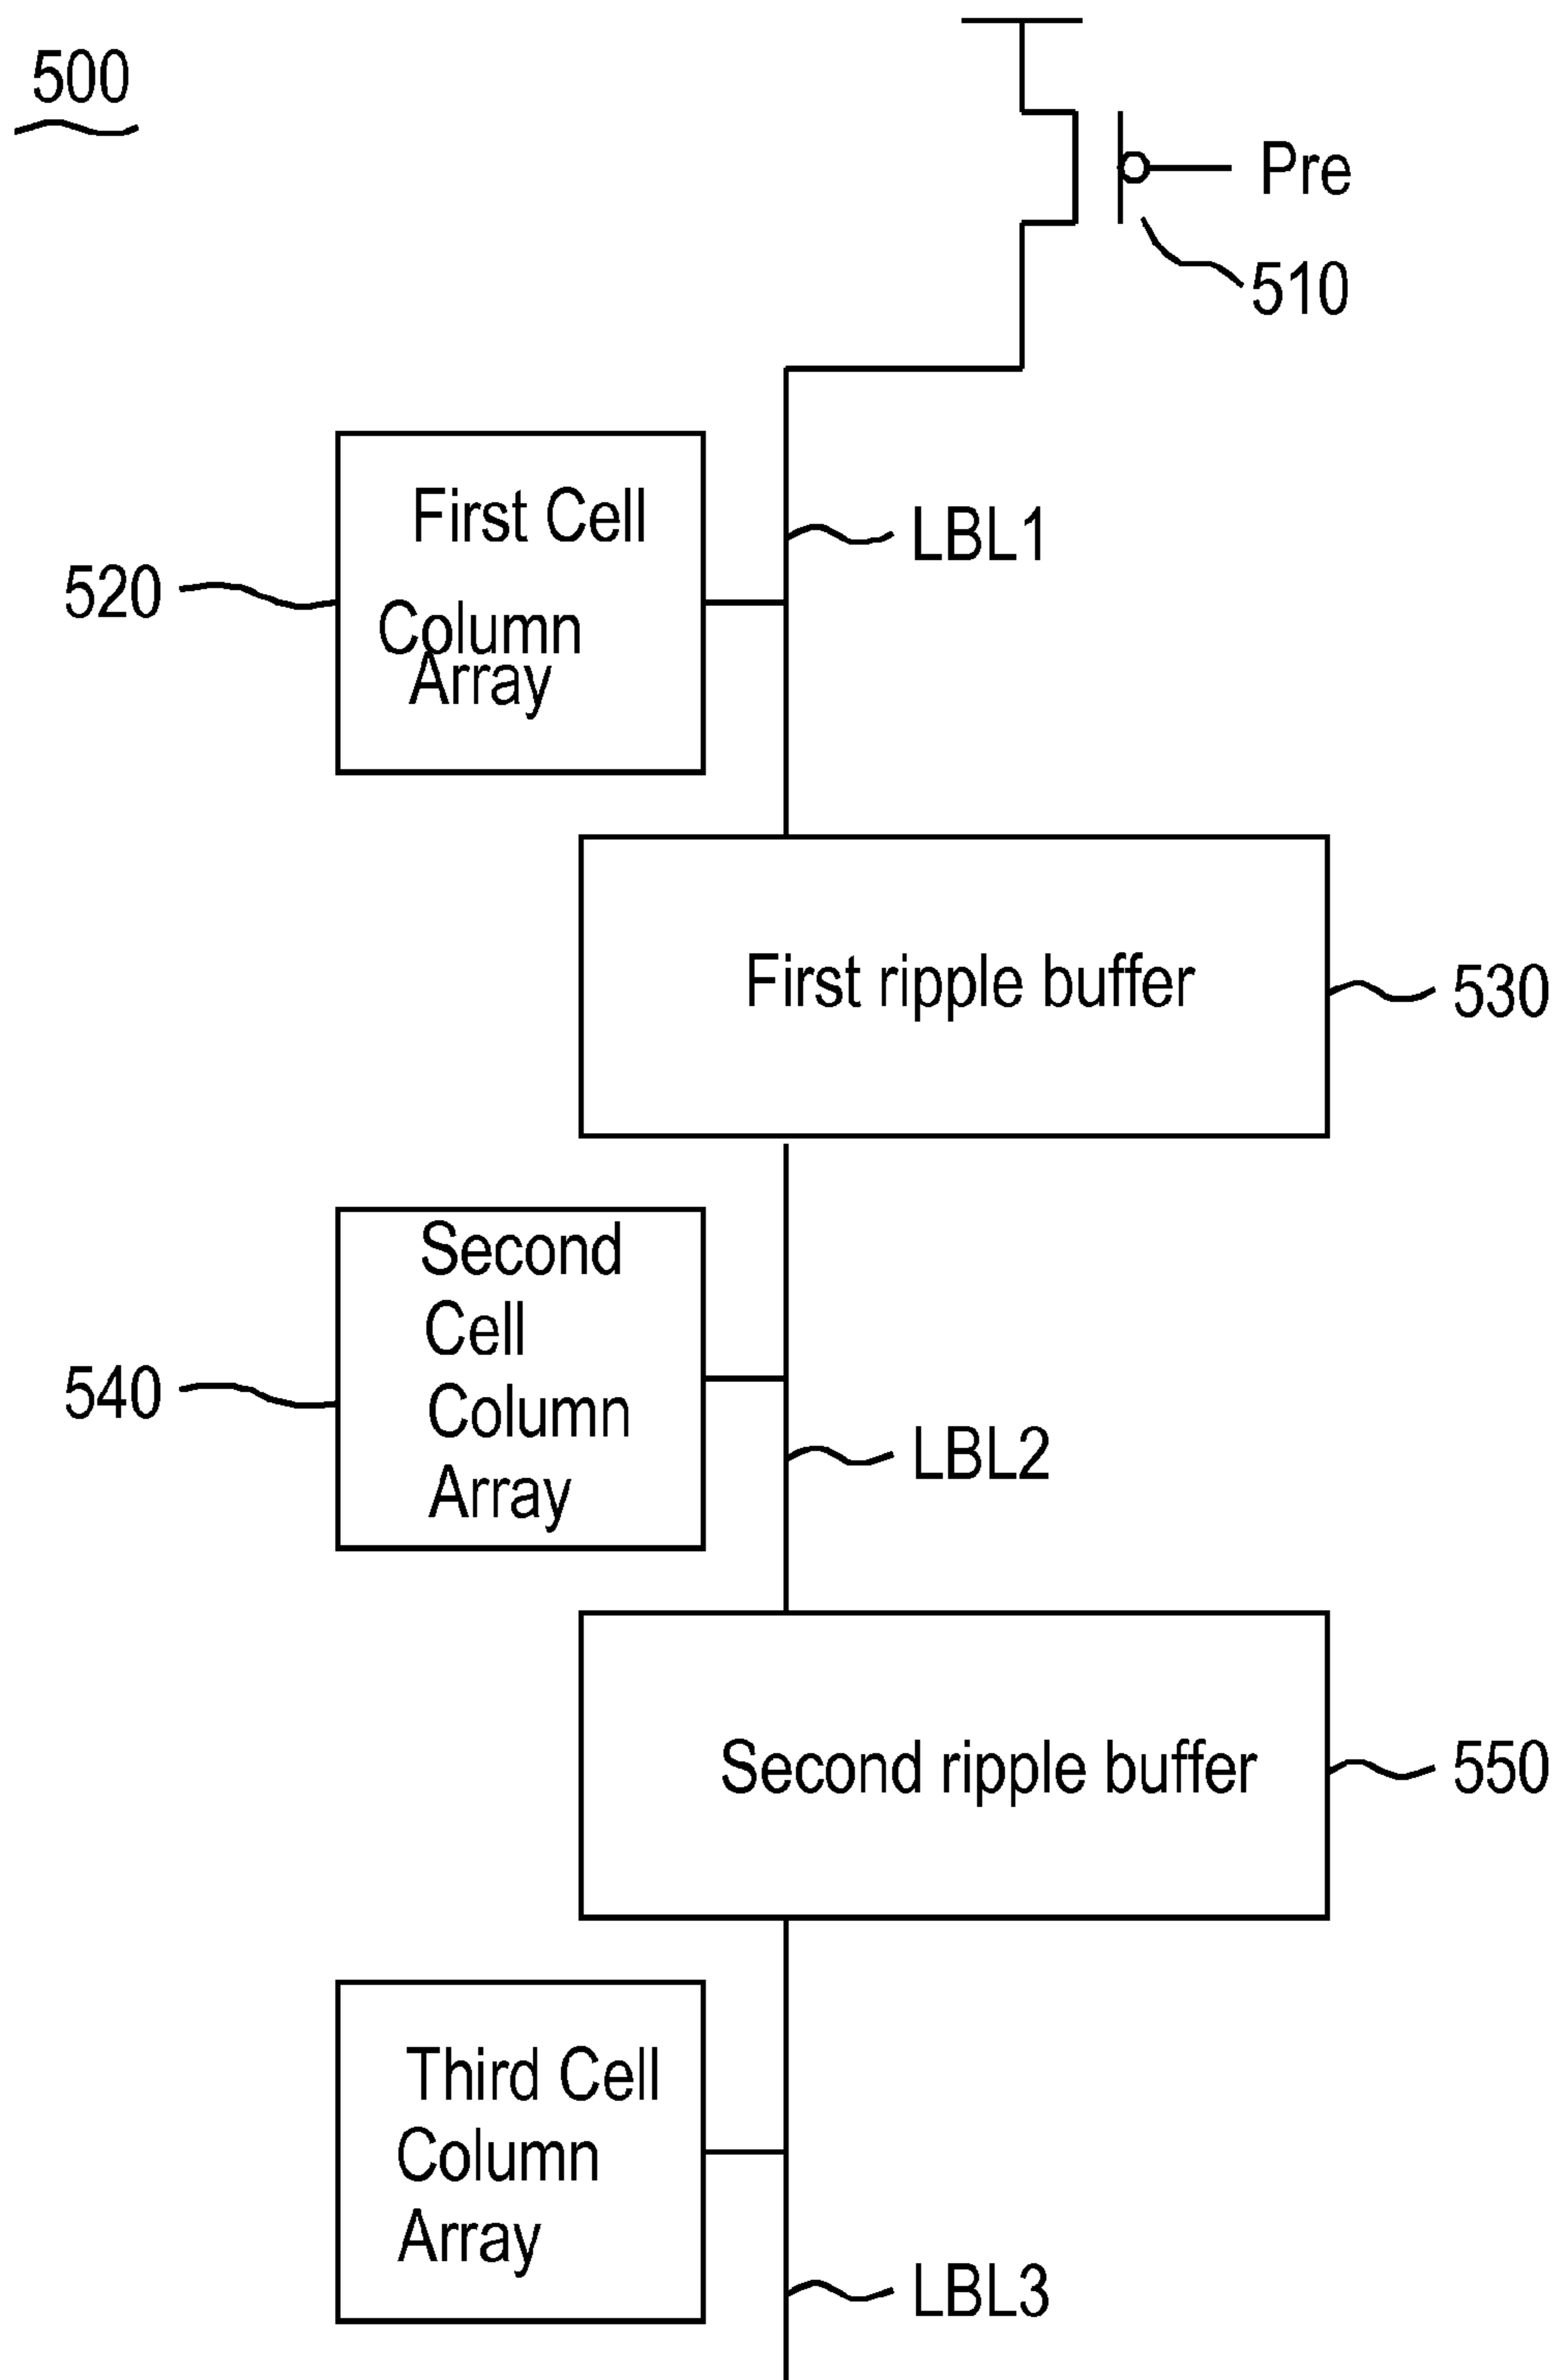 500
Pre
510
First Cell
Column
Array
520
LBL1
First ripple buffer
530
Second
Cell
Column
Array
540
LBL2
Second ripple buffer
550
Third Cell
Column
Array
LBL3